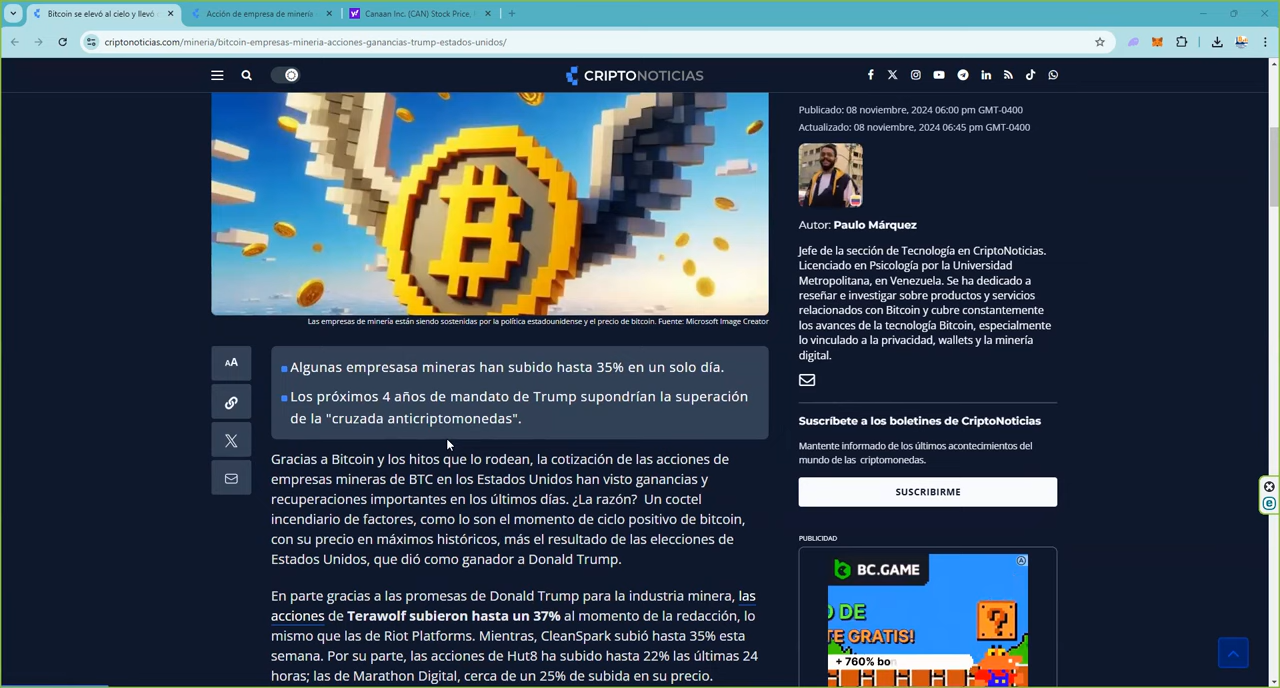 Bitcoin se elevó al cielo y llevó
Acción de empresa de minería
Canaan Inc. (CAN) Stock Price,
criptonoticias.com/mineria/bitcoin-empresas-mineria-acciones-ganancias-trump-estados-unidos/
CRIPTONOTICIAS
Las empresas de minería están siendo sostenidas por la política estadounidense y el precio de bitcoin. Fuente: Microsoft Image Creator
AA
Algunas empresasa mineras han subido hasta 35% en un solo día.
Los próximos 4 años de mandato de Trump supondrían la superación
de la "cruzada anticriptomonedas".
Gracias a Bitcoin y los hitos que lo rodean, la cotización de las acciones de
empresas mineras de BTC en los Estados Unidos han visto ganancias y
recuperaciones importantes en los últimos días. ¿La razón? Un coctel
incendiario de factores, como lo son el momento de ciclo positivo de bitcoin,
con su precio en máximos históricos, más el resultado de las elecciones de
Estados Unidos, que dió como ganador a Donald Trump.
En parte gracias a las promesas de Donald Trump para la industria minera, las
acciones de Terawolf subieron hasta un 37% al momento de la redacción, lo
mismo que las de Riot Platforms. Mientras, CleanSpark subió hasta 35% esta
semana. Por su parte, las acciones de Hut8 ha subido hasta 22% las últimas 24
horas; las de Marathon Digital, cerca de un 25% de subida en su precio.
Publicado: 08 noviembre, 2024 06:00 pm GMT-0400
Actualizado: 08 noviembre, 2024 06:45 pm GMT-0400
Autor: Paulo Márquez
Jefe de la sección de Tecnología en CriptoNoticias.
Licenciado en Psicología por la Universidad
Metropolitana, en Venezuela. Se ha dedicado a
reseñar e investigar sobre productos y servicios
relacionados con Bitcoin y cubre constantemente
los avances de la tecnología Bitcoin, especialmente
lo vinculado a la privacidad, wallets y la minería
digital.
Suscríbete a los boletines de CriptoNoticias
Mantente informado de los últimos acontecimientos del
mundo de las criptomonedas.
SUSCRIBIRME
PUBLICIDAD
BC.GAME
DE
TE GRATIS!
+ 760% bo